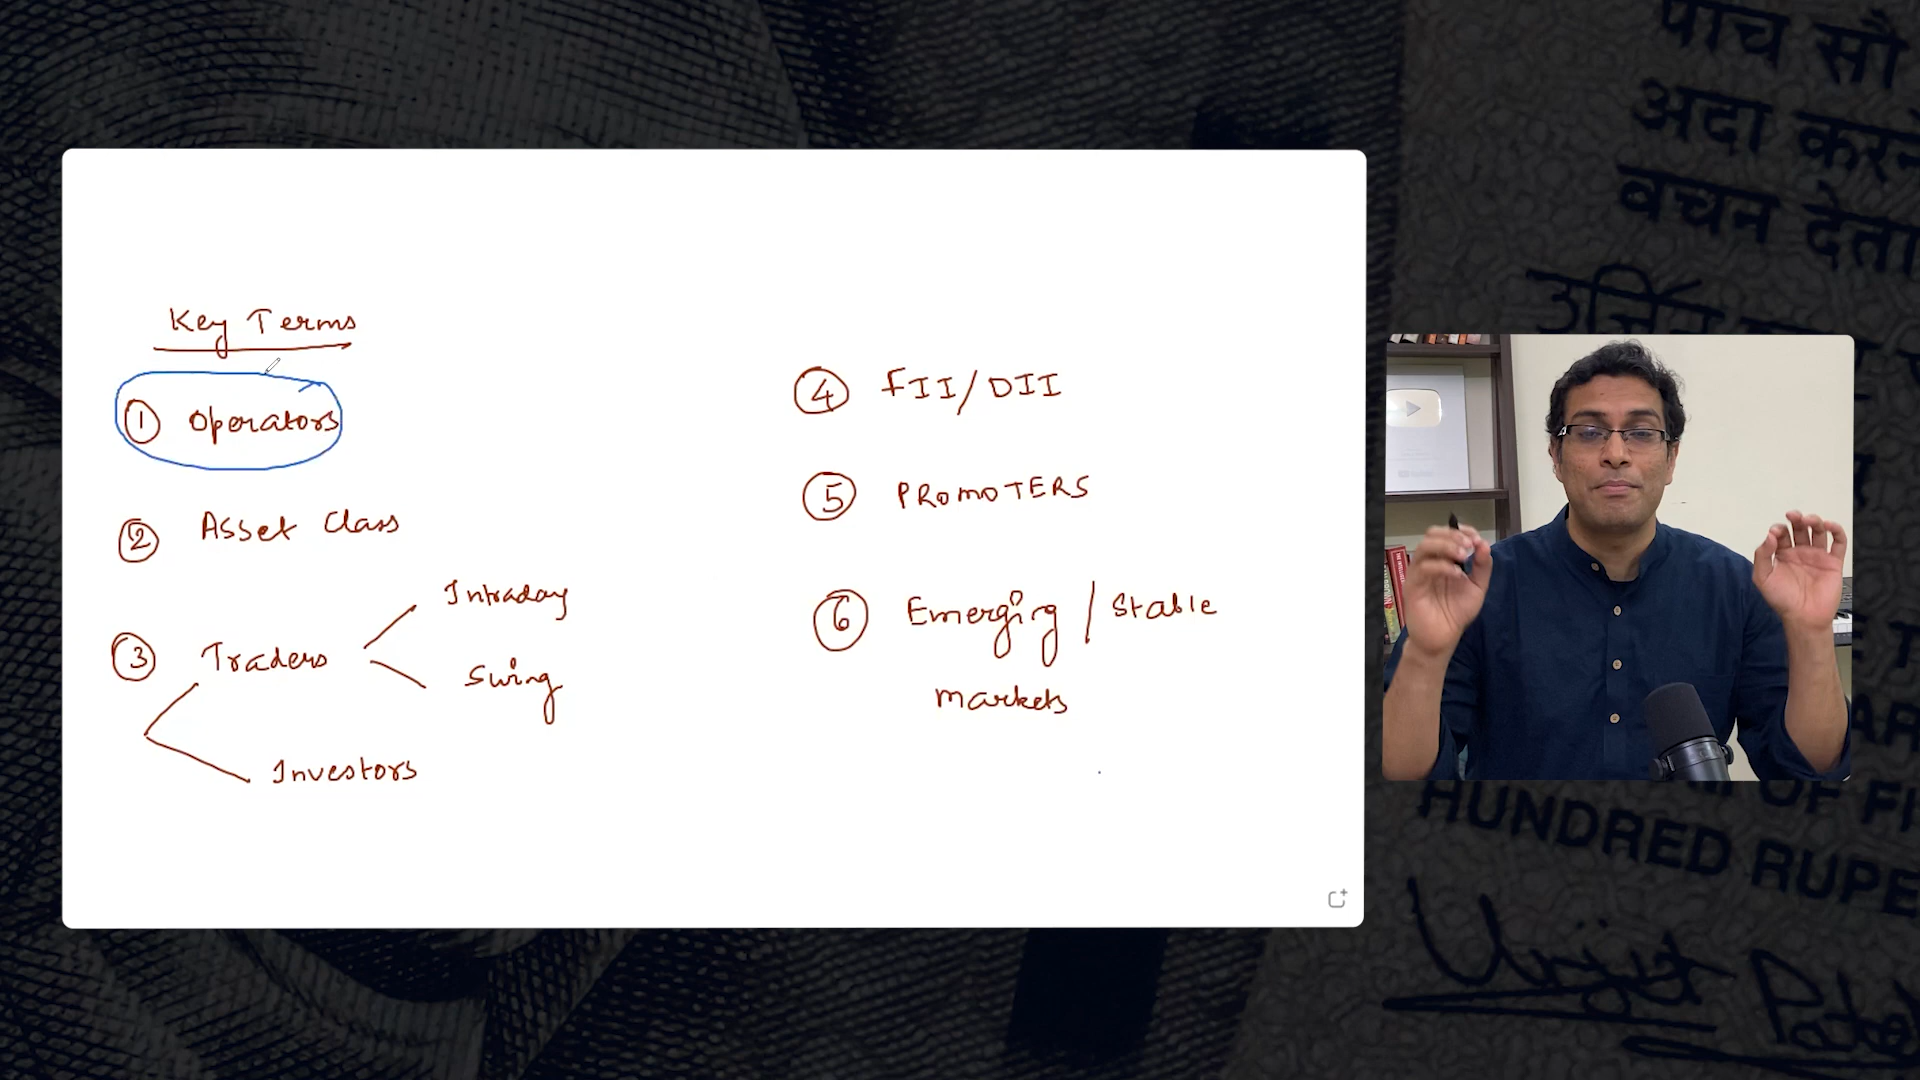 Key Terms
1 Operators
2 Asset Class
3 Traders
Intraday
Swing
Investors
4 FII/DII
5 PROMOTERS
6 Emerging / Stable
markets
पाच सौ
अदा करन
वचन देता
HUNDRED RUPE